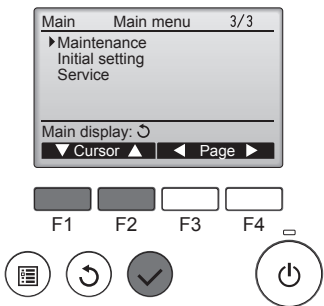 Main Main menu 3/3
Maintenance
Initial setting
Service
Main display:
Cursor Page
F1 F2 F3 F4